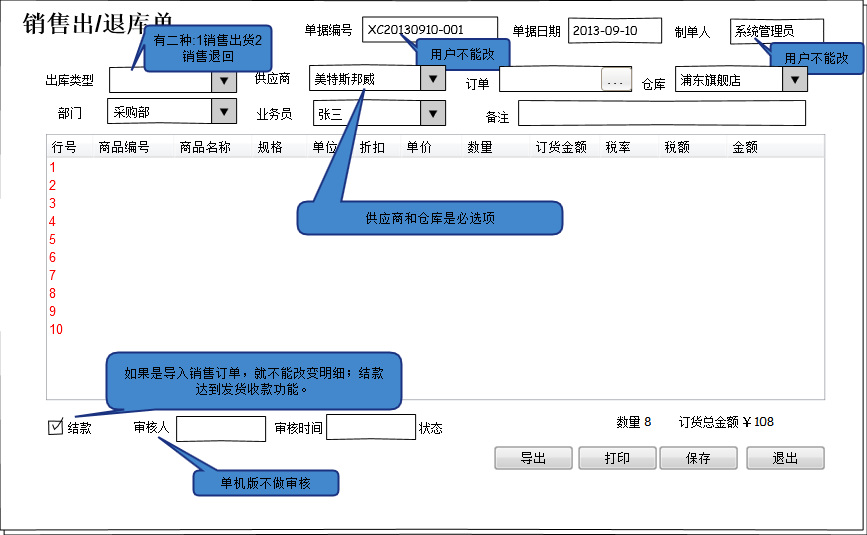 销售出/退库单
单据编号 XC20130910-001 单据日期 2013-09-10 制单人 系统管理员
有二种:1销售出货2
销售退回
用户不能改
用户不能改
出库类型 供应商 美特斯邦威 订单 ... 仓库 浦东旗舰店
部门 采购部 业务员 张三 备注
行号 商品编号 商品名称 规格 单位 折扣 单价 数量 订货金额 税率 税额 金额
1
2
3
4
5
6
7
8
9
10
供应商和仓库是必选项
如果是导入销售订单，就不能改变明细；结款
达到发货收款功能。
结款 审核人 审核时间 状态 数量 8 订货总金额￥108
单机版不做审核
导出 打印 保存 退出